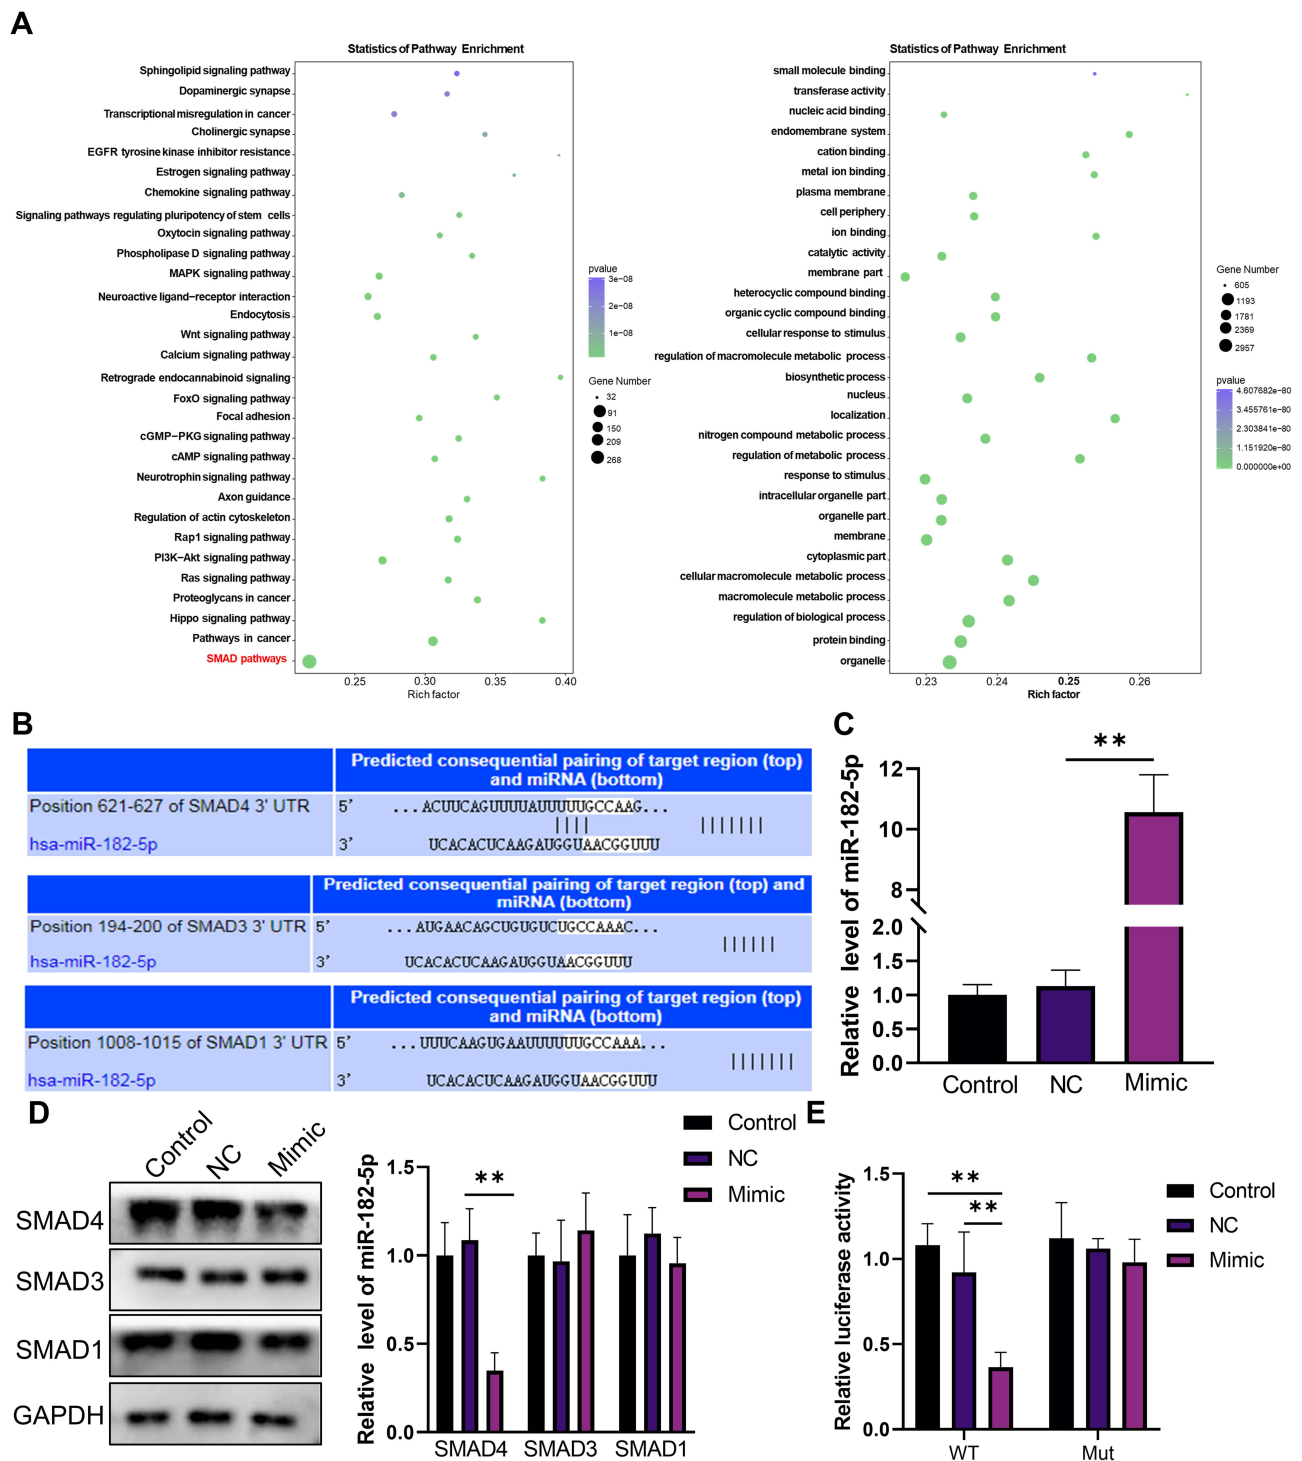 A
Statistics of Pathway Enrichment
Sphingolipid signaling pathway
Dopaminergic synapse
Transcriptional misregulation in cancer
Cholinergic synapse
EGFR tyrosine kinase inhibitor resistance
Estrogen signaling pathway
Chemokine signaling pathway
Signaling pathways regulating pluripotency of stem cells
Oxytocin signaling pathway
Phospholipase D signaling pathway
MAPK signaling pathway
Neuroactive ligand−receptor interaction
Endocytosis
Wnt signaling pathway
Calcium signaling pathway
Retrograde endocannabinoid signaling
FoxO signaling pathway
Focal adhesion
cGMP−PKG signaling pathway
cAMP signaling pathway
Neurotrophin signaling pathway
Axon guidance
Regulation of actin cytoskeleton
Rap1 signaling pathway
PI3K−Akt signaling pathway
Ras signaling pathway
Proteoglycans in cancer
Hippo signaling pathway
Pathways in cancer
SMAD pathways
0.25 0.30 0.35 0.40
Rich factor
pvalue
3e−08
2e−08
1e−08
Gene Number
32
91
150
209
268
Statistics of Pathway Enrichment
small molecule binding
transferase activity
nucleic acid binding
endomembrane system
cation binding
metal ion binding
plasma membrane
cell periphery
ion binding
catalytic activity
membrane part
heterocyclic compound binding
organic cyclic compound binding
cellular response to stimulus
regulation of macromolecule metabolic process
biosynthetic process
nucleus
localization
nitrogen compound metabolic process
regulation of metabolic process
response to stimulus
intracellular organelle part
organelle part
membrane
cytoplasmic part
cellular macromolecule metabolic process
macromolecule metabolic process
regulation of biological process
protein binding
organelle
0.23 0.24 0.25 0.26
Rich factor
Gene Number
605
1193
1781
2369
2957
pvalue
4.607682e−80
3.455761e−80
2.303841e−80
1.151920e−80
0.000000e+00
B
Predicted consequential pairing of target region (top)
and miRNA (bottom)
Position 621-627 of SMAD4 3' UTR 5' ...ACUUCAGUUUUAUUUUUGCCAAG...
hsa-miR-182-5p 3' UCACACUCAAGAUGGUAACGGUUU
Predicted consequential pairing of target region (top) and
miRNA (bottom)
Position 194-200 of SMAD3 3' UTR 5' ...AUGAACAGCUGUGUCUGCCAAAC...
hsa-miR-182-5p 3' UCACACUCAAGAUGGUAACGGUUU
Predicted consequential pairing of target region (top)
and miRNA (bottom)
Position 1008-1015 of SMAD1 3' UTR 5' ...UUUCAAGUGAAUUUUUUGCCAAA...
hsa-miR-182-5p 3' UCACACUCAAGAUGGUAACGGUUU
C
Relative level of miR-182-5p
12
10
8
2.0
1.5
1.0
0.5
0.0
**
Control NC Mimic
D
Control NC Mimic
SMAD4
SMAD3
SMAD1
GAPDH
Relative level of miR-182-5p
1.5
1.0
0.5
0.0
**
SMAD4 SMAD3 SMAD1
Control
NC
Mimic
E
Relative luciferase activity
1.5
1.0
0.5
0.0
**
**
WT Mut
Control
NC
Mimic